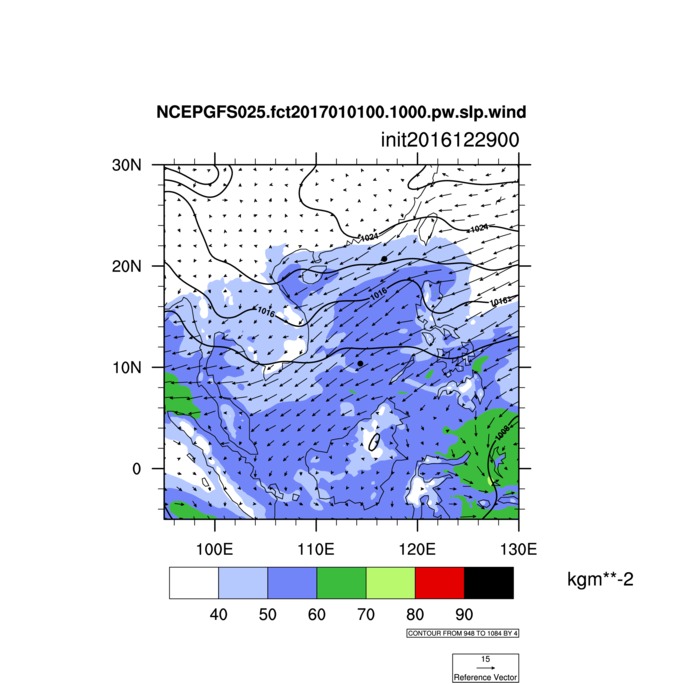 NCEPGFS025.fct2017010100.1000.pw.slp.wind
init2016122900
30N
1024
1024
20N
1016
1016
1016
10N
1008
0
100E
110E
120E
130E
kgm**-2
40
50
60
70
80
90
CONTOUR FROM 948 TO 1084 BY 4
15
Reference Vector